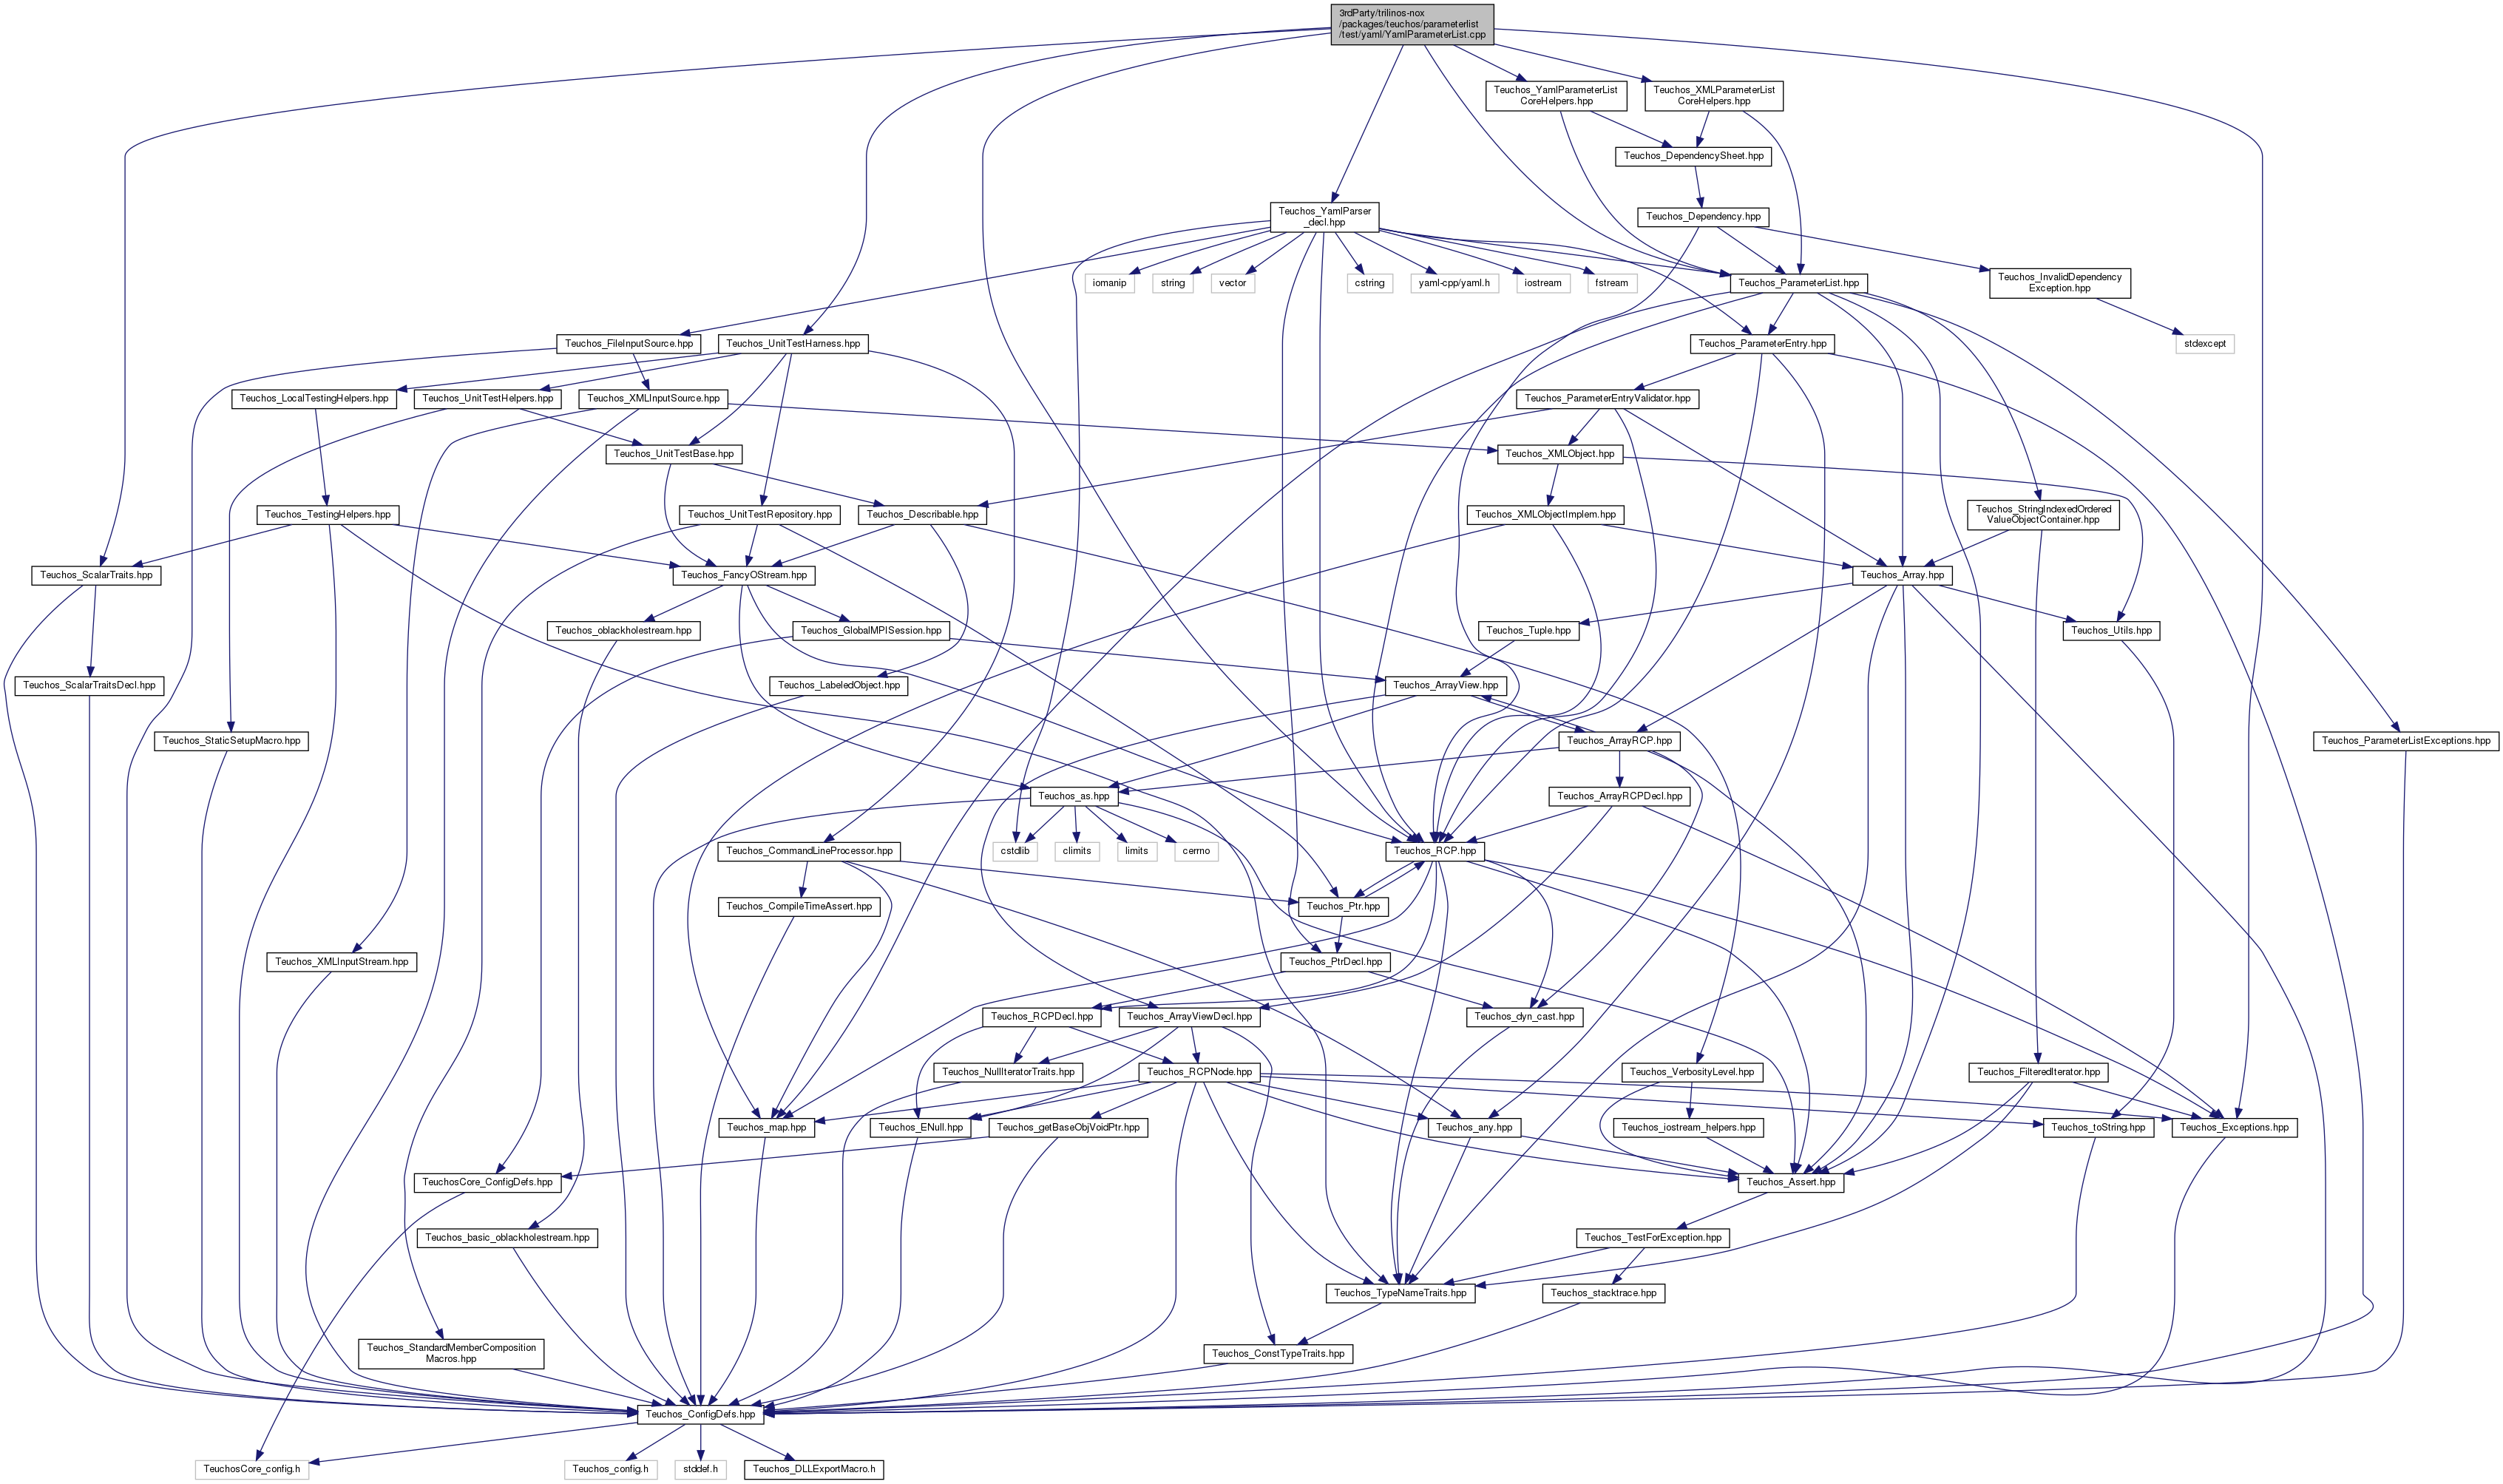 3rdParty/trilinos-nox
/packages/teuchos/parameterlist
/test/yaml/YamlParameterList.cpp
Teuchos_YamlParameterList
CoreHelpers.hpp
Teuchos_XMLParameterList
CoreHelpers.hpp
Teuchos_DependencySheet.hpp
Teuchos_YamlParser
_decl.hpp
Teuchos_Dependency.hpp
iomanip
string
vector
cstring
yaml-cpp/yaml.h
iostream
fstream
Teuchos_ParameterList.hpp
Teuchos_InvalidDependency
Exception.hpp
Teuchos_FileInputSource.hpp
Teuchos_UnitTestHarness.hpp
Teuchos_ParameterEntry.hpp
stdexcept
Teuchos_LocalTestingHelpers.hpp
Teuchos_UnitTestHelpers.hpp
Teuchos_XMLInputSource.hpp
Teuchos_ParameterEntryValidator.hpp
Teuchos_UnitTestBase.hpp
Teuchos_XMLObject.hpp
Teuchos_TestingHelpers.hpp
Teuchos_UnitTestRepository.hpp
Teuchos_Describable.hpp
Teuchos_XMLObjectImplem.hpp
Teuchos_StringIndexedOrdered
ValueObjectContainer.hpp
Teuchos_ScalarTraits.hpp
Teuchos_FancyOStream.hpp
Teuchos_Array.hpp
Teuchos_oblackholestream.hpp
Teuchos_GlobalMPISession.hpp
Teuchos_Tuple.hpp
Teuchos_Utils.hpp
Teuchos_ScalarTraitsDecl.hpp
Teuchos_LabeledObject.hpp
Teuchos_ArrayView.hpp
Teuchos_StaticSetupMacro.hpp
Teuchos_ArrayRCP.hpp
Teuchos_ParameterListExceptions.hpp
Teuchos_as.hpp
Teuchos_ArrayRCPDecl.hpp
Teuchos_CommandLineProcessor.hpp
cstdlib
climits
limits
cerrno
Teuchos_RCP.hpp
Teuchos_CompileTimeAssert.hpp
Teuchos_Ptr.hpp
Teuchos_XMLInputStream.hpp
Teuchos_PtrDecl.hpp
Teuchos_RCPDecl.hpp
Teuchos_ArrayViewDecl.hpp
Teuchos_dyn_cast.hpp
Teuchos_NullIteratorTraits.hpp
Teuchos_RCPNode.hpp
Teuchos_VerbosityLevel.hpp
Teuchos_FilteredIterator.hpp
Teuchos_map.hpp
Teuchos_ENull.hpp
Teuchos_getBaseObjVoidPtr.hpp
Teuchos_any.hpp
Teuchos_iostream_helpers.hpp
Teuchos_toString.hpp
Teuchos_Exceptions.hpp
TeuchosCore_ConfigDefs.hpp
Teuchos_Assert.hpp
Teuchos_basic_oblackholestream.hpp
Teuchos_TestForException.hpp
Teuchos_TypeNameTraits.hpp
Teuchos_stacktrace.hpp
Teuchos_StandardMemberComposition
Macros.hpp
Teuchos_ConstTypeTraits.hpp
Teuchos_ConfigDefs.hpp
TeuchosCore_config.h
Teuchos_config.h
stddef.h
Teuchos_DLLExportMacro.h